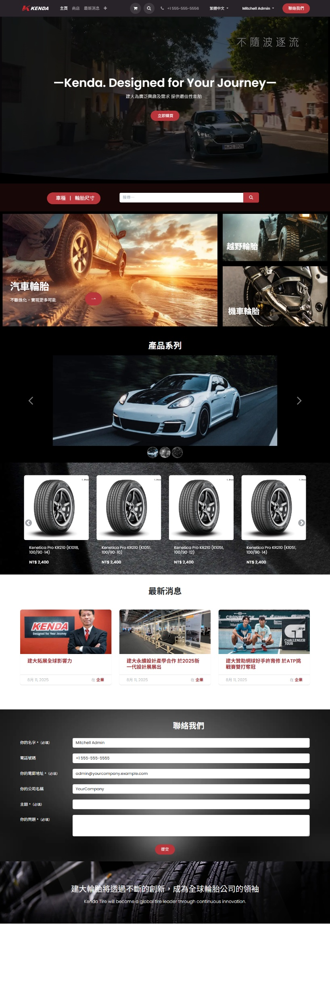 KENDA 主頁 商店 最新消息 +1 555-555-5556 繁體中文 Mitchell Admin 聯絡我們
不隨波逐流
—Kenda. Designed for Your Journey—
建大為廣泛興趣及需求 提供最佳性能胎
立即購買
車種 | 輪胎尺寸
搜尋…
越野輪胎
汽車輪胎
不斷進化，實現更多可能
機車輪胎
產品系列
Kenetica Pro KR210 (K1018,
100/90-14)
NT$ 2,400
Kenetica Pro KR210 (K1051,
100/90-10)
NT$ 2,400
Kenetica Pro KR210 (K1051,
100/90-12)
NT$ 2,400
Kenetica Pro KR210 (K1051,
100/90-14)
NT$ 2,400
最新消息
KENDA
Designed for Your Journey
建大拓展全球影響力
8月 11, 2025 在 企業
建大永續設計產學合作 於2025新
一代設計展展出
8月 11, 2025 在 企業
CRANBROOK
ATP
CHALLENGER
TOUR
建大贊助網球好手許育修 於ATP挑
戰賽雙打奪冠
8月 11, 2025 在 企業
聯絡我們
你的名字 * (必填) Mitchell Admin
電話號碼 +1 555-555-5555
你的電郵地址 * (必填) admin@yourcompany.example.com
你的公司名稱 YourCompany
主題 * (必填)
你的問題 * (必填)
提交
建大輪胎將透過不斷的創新，成為全球輪胎公司的領袖
Kenda Tire will become a global tire leader through continuous innovation.